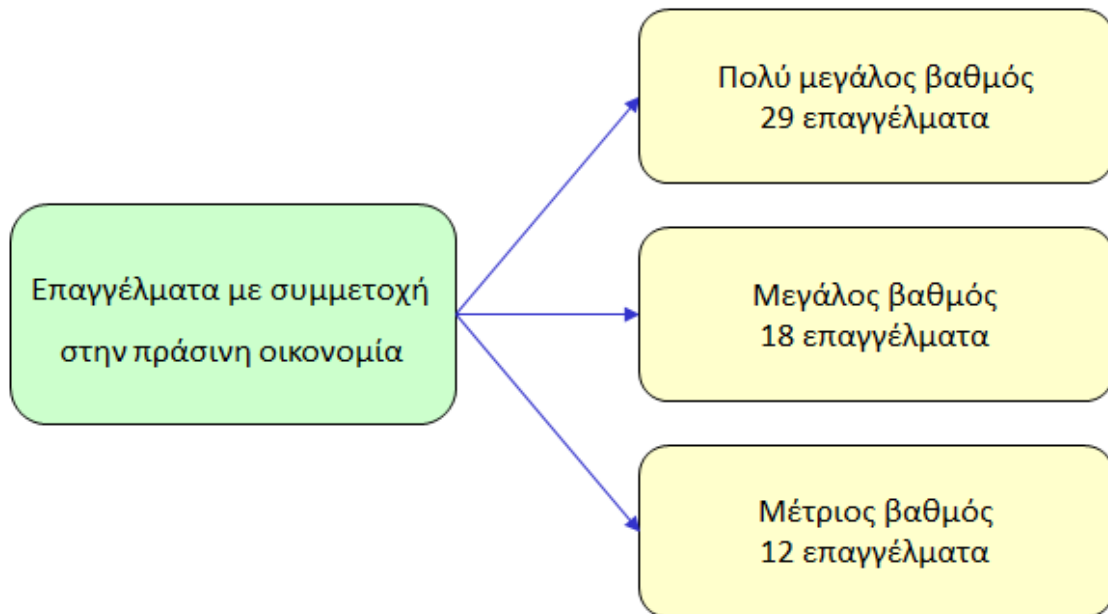 Πολύ μεγάλος βαθμός
29 επαγγέλματα
Επαγγέλματα με συμμετοχή
στην πράσινη οικονομία
Μεγάλος βαθμός
18 επαγγέλματα
Μέτριος βαθμός
12 επαγγέλματα